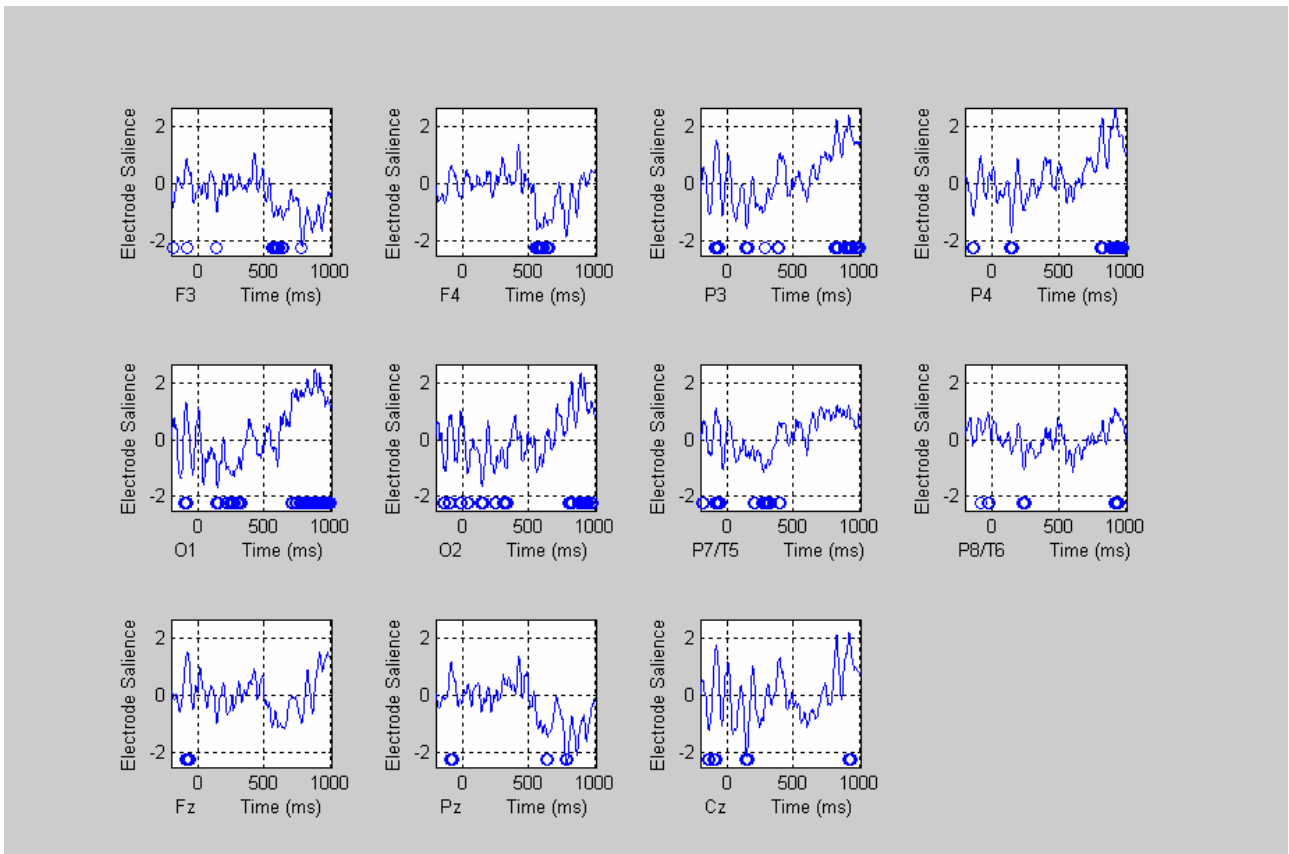 Electrode Salience
2
0
-2
0 500 1000
F3 Time (ms)
Electrode Salience
2
0
-2
0 500 1000
F4 Time (ms)
Electrode Salience
2
0
-2
0 500 1000
P3 Time (ms)
Electrode Salience
2
0
-2
0 500 1000
P4 Time (ms)
Electrode Salience
2
0
-2
0 500 1000
O1 Time (ms)
Electrode Salience
2
0
-2
0 500 1000
O2 Time (ms)
Electrode Salience
2
0
-2
0 500 1000
P7/T5 Time (ms)
Electrode Salience
2
0
-2
0 500 1000
P8/T6 Time (ms)
Electrode Salience
2
0
-2
0 500 1000
Fz Time (ms)
Electrode Salience
2
0
-2
0 500 1000
Pz Time (ms)
Electrode Salience
2
0
-2
0 500 1000
Cz Time (ms)